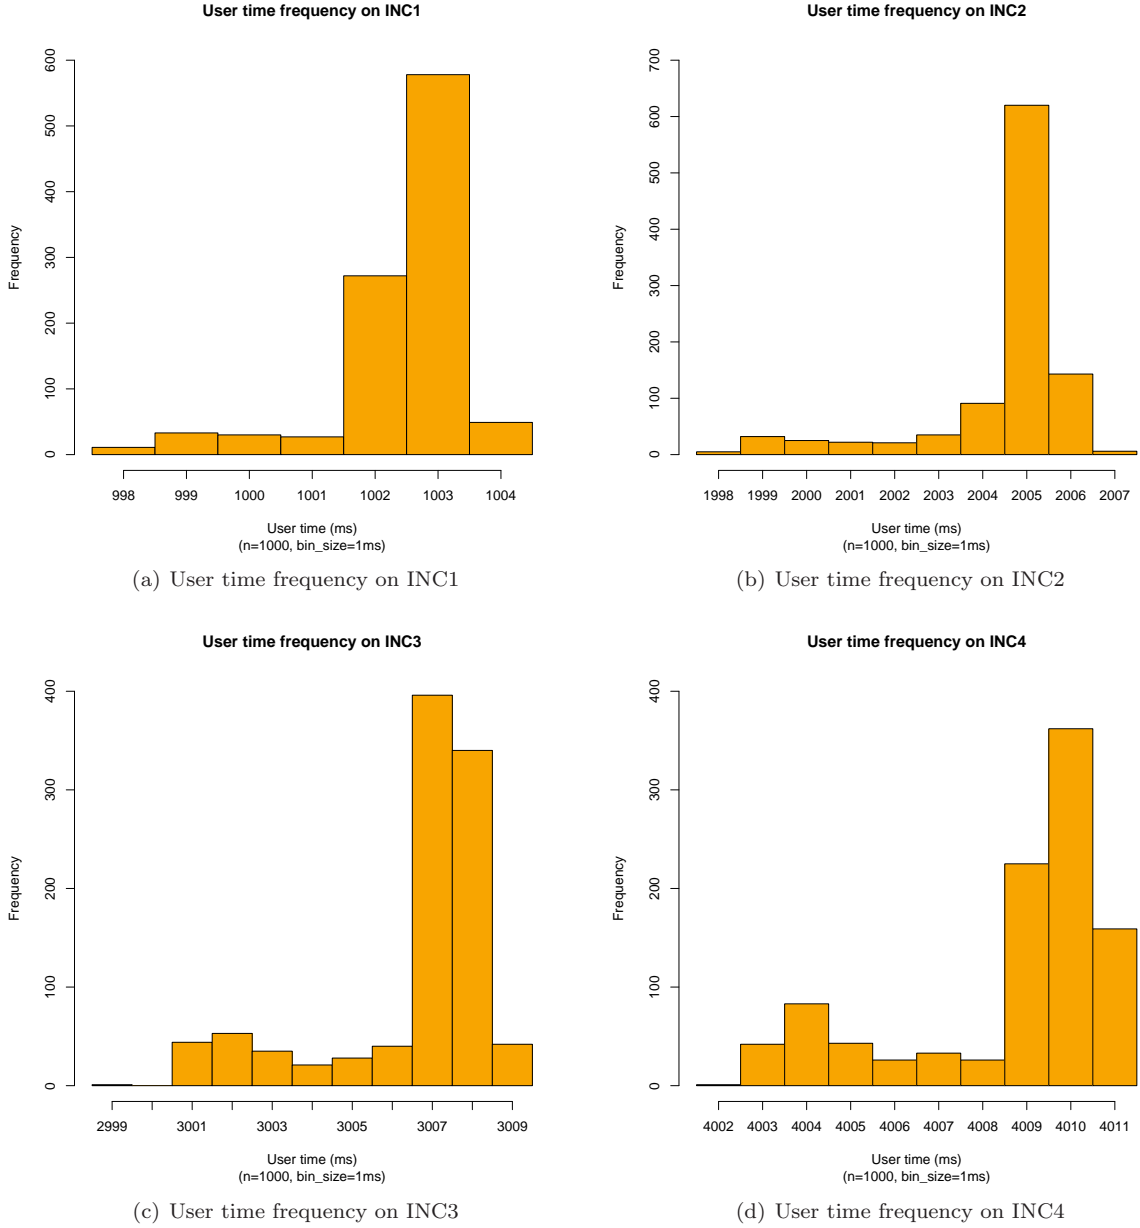 User time frequency on INC1
600
500
400
300
200
100
0
Frequency
998 999 1000 1001 1002 1003 1004
User time (ms)
(n=1000, bin_size=1ms)
(a) User time frequency on INC1
User time frequency on INC2
700
600
500
400
300
200
100
0
Frequency
1998 1999 2000 2001 2002 2003 2004 2005 2006 2007
User time (ms)
(n=1000, bin_size=1ms)
(b) User time frequency on INC2
User time frequency on INC3
400
300
200
100
0
Frequency
2999 3001 3003 3005 3007 3009
User time (ms)
(n=1000, bin_size=1ms)
(c) User time frequency on INC3
User time frequency on INC4
400
300
200
100
0
Frequency
4002 4003 4004 4005 4006 4007 4008 4009 4010 4011
User time (ms)
(n=1000, bin_size=1ms)
(d) User time frequency on INC4